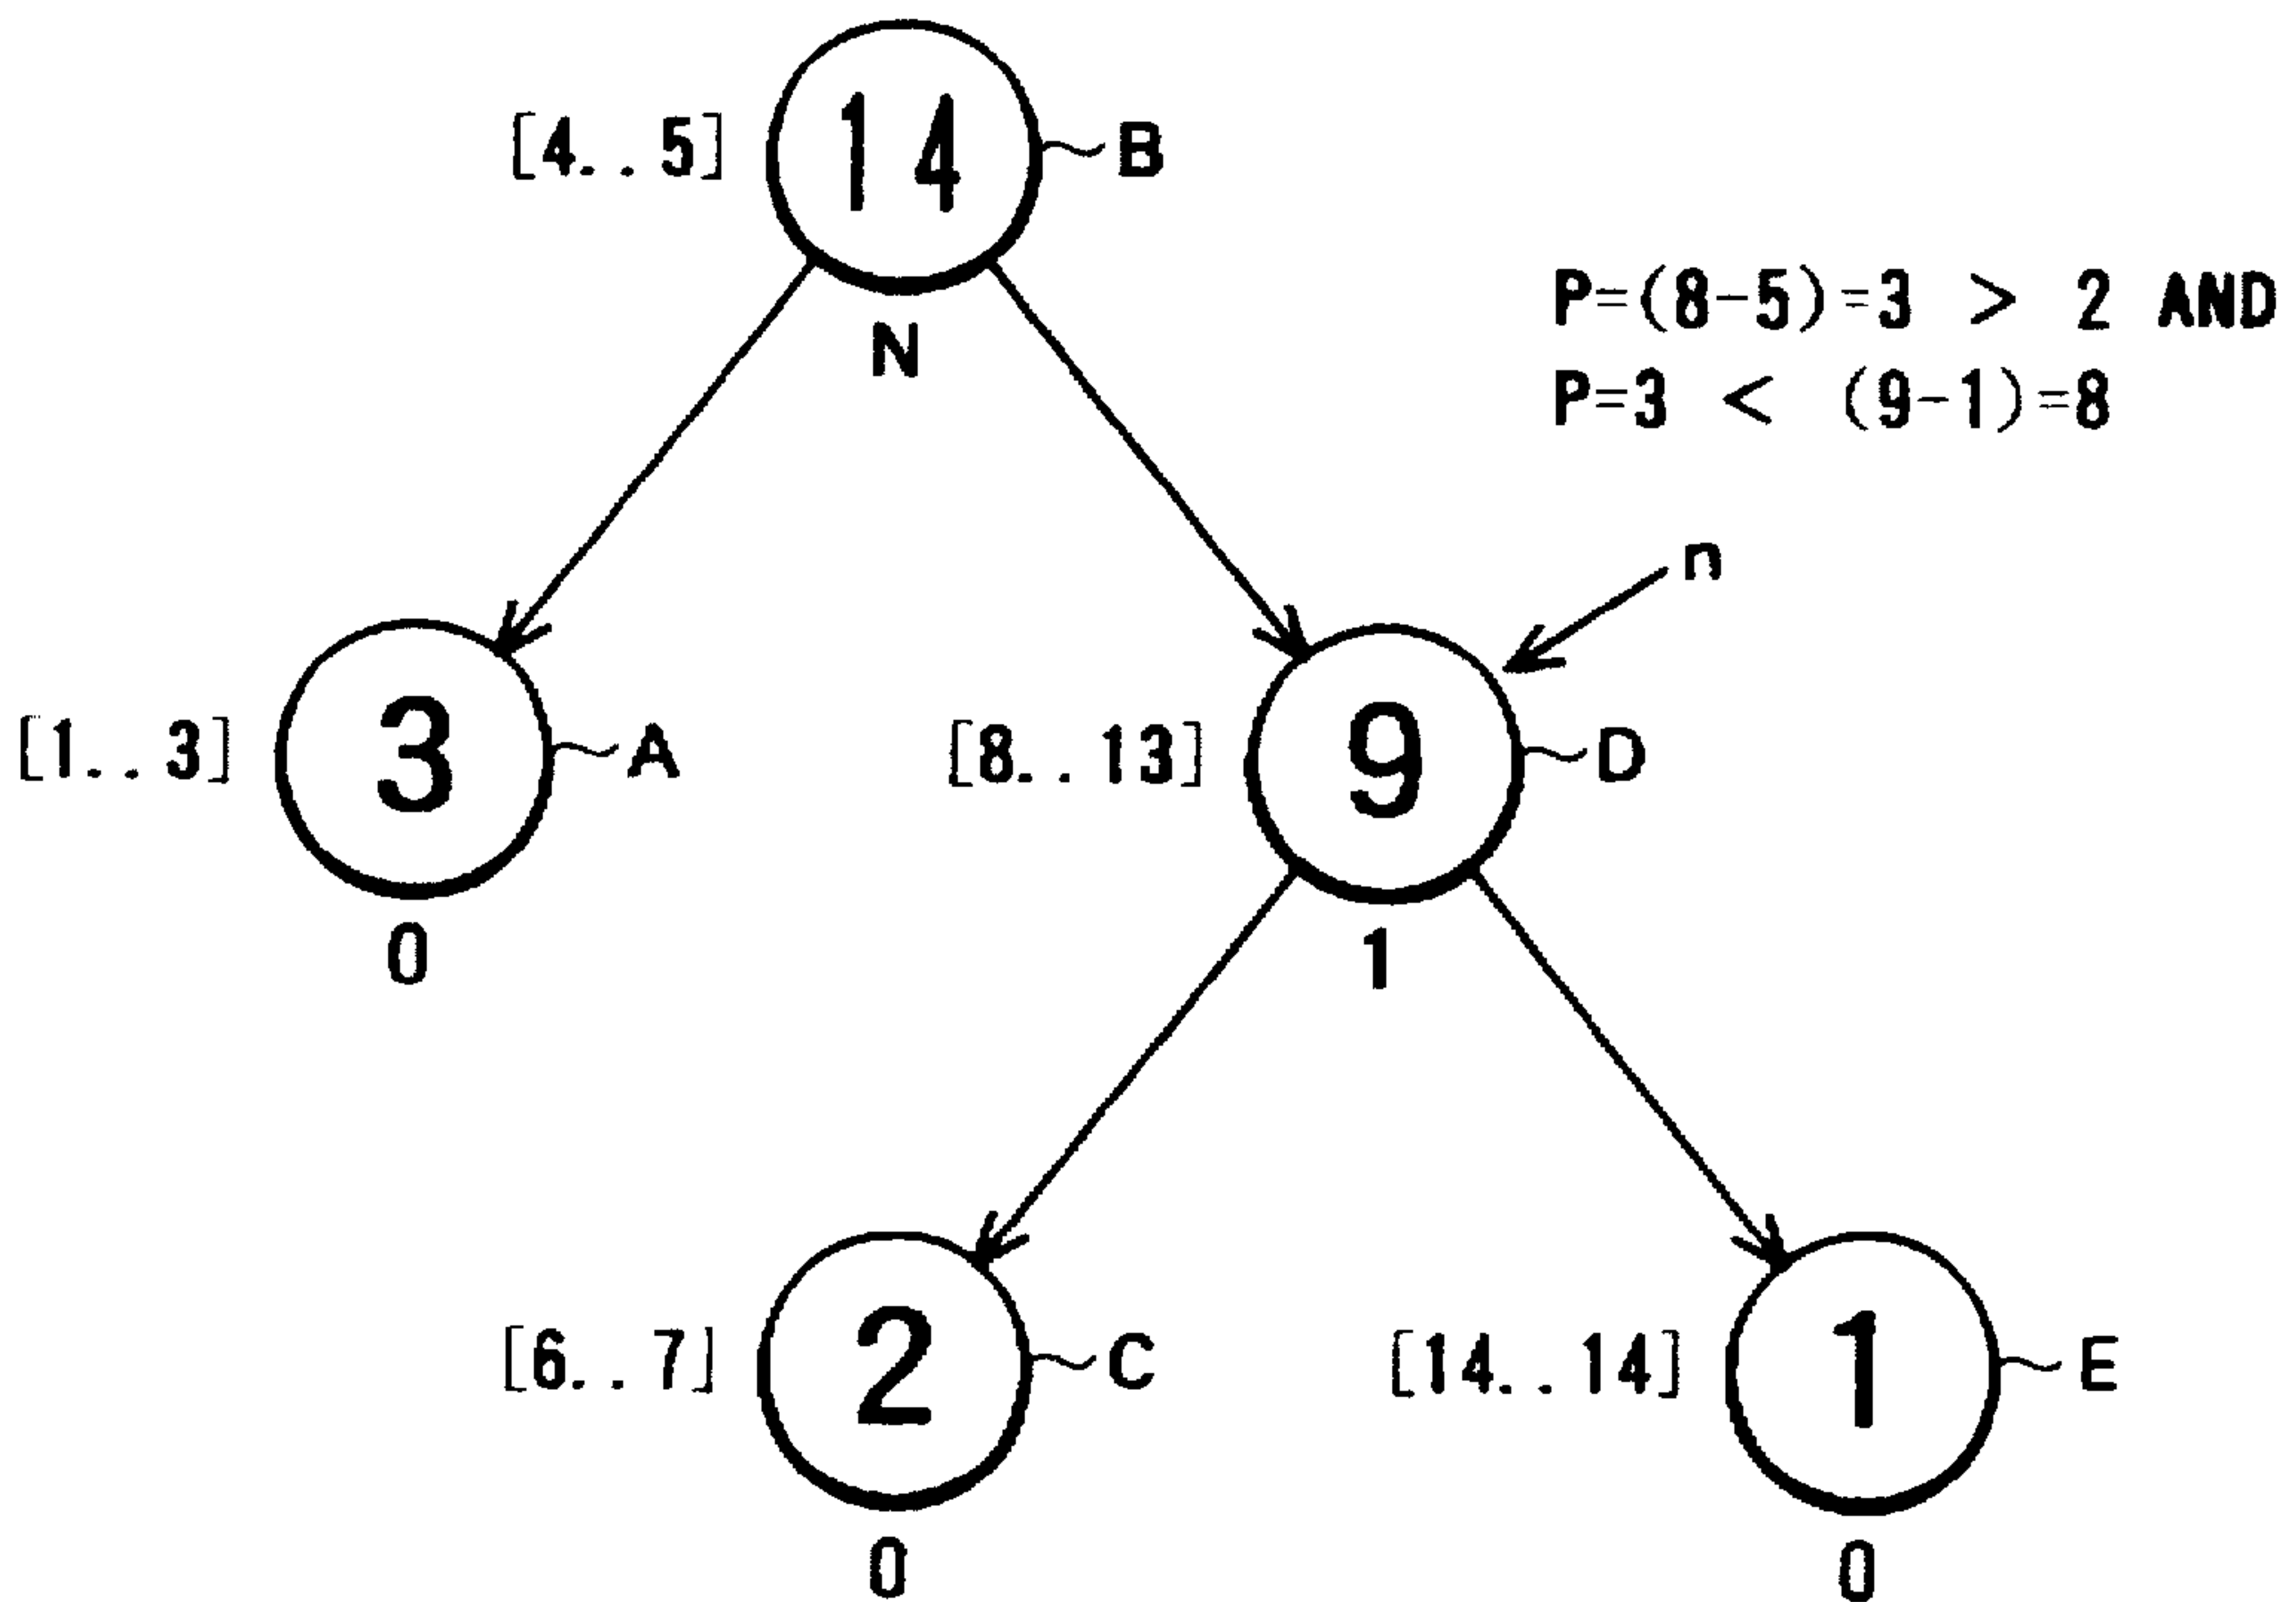 [4..5] 14 B
N
P=(8-5)=3 > 2 AND
P=3 < (9-1)=8
n
[1..3] 3 A
[8..13] 9 D
0
1
[6..7] 2 C
[14..14] 1 E
0
0